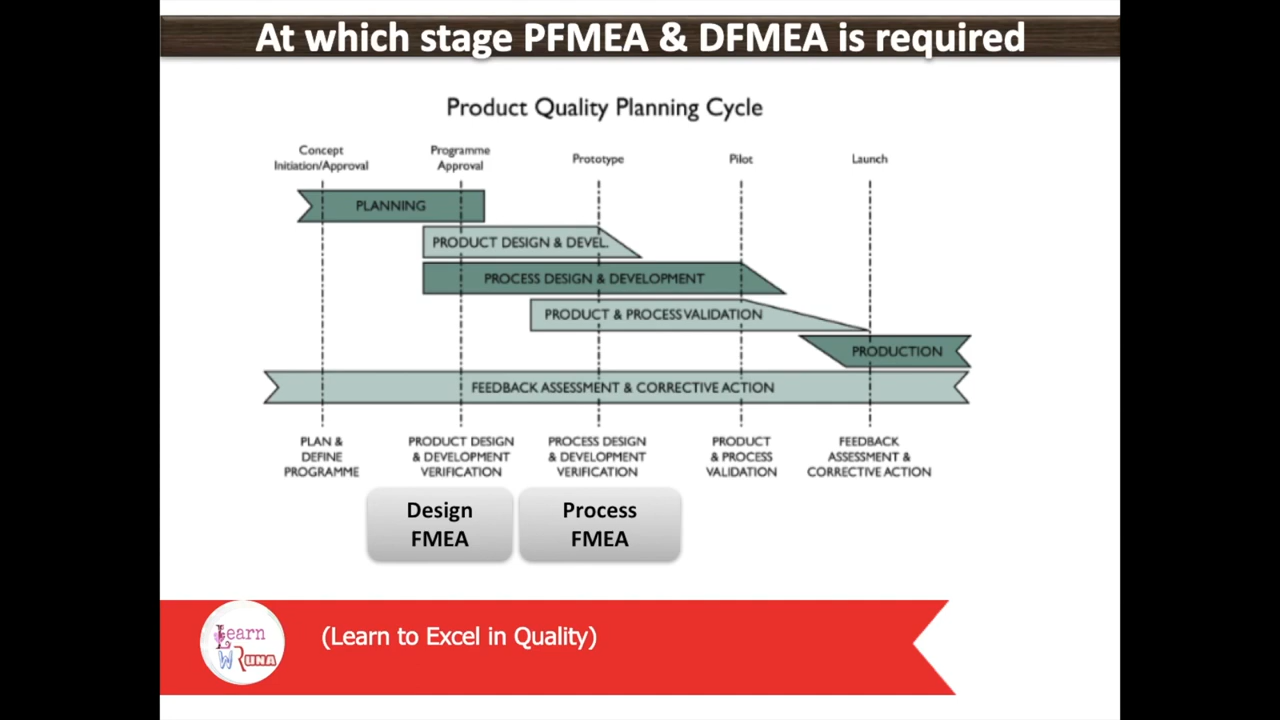 At which stage PFMEA & DFMEA is required
Product Quality Planning Cycle
Concept
Initiation/Approval
Programme
Approval
Prototype
Pilot
Launch
PLANNING
PRODUCT DESIGN & DEVEL.
PROCESS DESIGN & DEVELOPMENT
PRODUCT & PROCESS VALIDATION
PRODUCTION
FEEDBACK ASSESSMENT & CORRECTIVE ACTION
PLAN &
DEFINE
PROGRAMME
PRODUCT DESIGN
& DEVELOPMENT
VERIFICATION
PROCESS DESIGN
& DEVELOPMENT
VERIFICATION
PRODUCT
& PROCESS
VALIDATION
FEEDBACK
ASSESSMENT &
CORRECTIVE ACTION
Design
FMEA
Process
FMEA
Learn
W RUNA
(Learn to Excel in Quality)